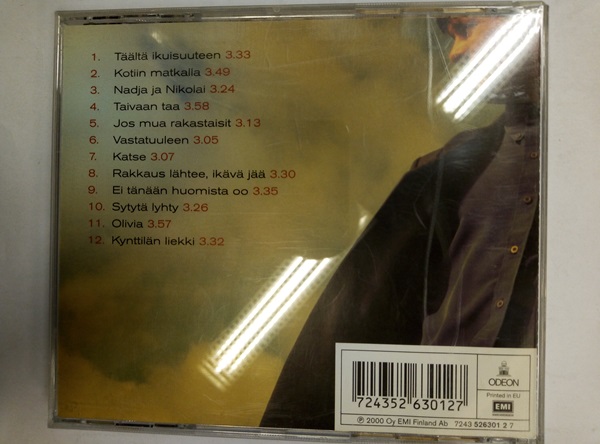 1. Täältä ikuisuuteen 3.33
2. Kotiin matkalla 3.49
3. Nadja ja Nikolai 3.24
4. Taivaan taa 3.58
5. Jos mua rakastaisit 3.13
6. Vastatuuleen 3.05
7. Katse 3.07
8. Rakkaus lähtee, ikävä jää 3.30
9. Ei tänään huomista oo 3.35
10. Sytytä lyhty 3.26
11. Olivia 3.57
12. Kynttilän liekki 3.32
ODEON
Printed in EU
EMI
7 24352 63012 7
℗ 2000 Oy EMI Finland Ab 7243 526301 2 7